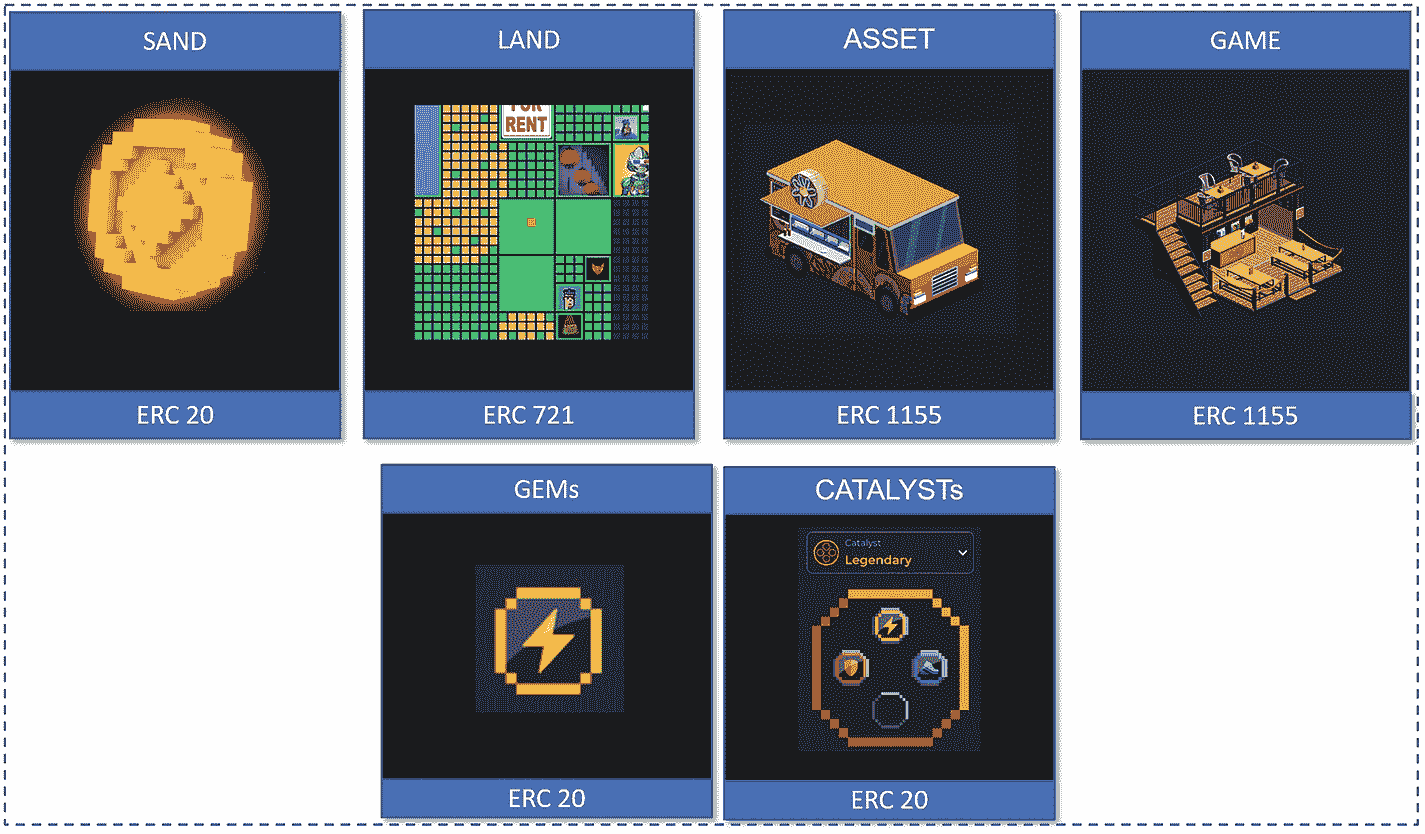 SAND
LAND
ASSET
GAME
FOR
RENT
19
ERC 20
ERC 721
ERC 1155
ERC 1155
GEMs
CATALYSTs
Catalyst
Legendary
ERC 20
ERC 20